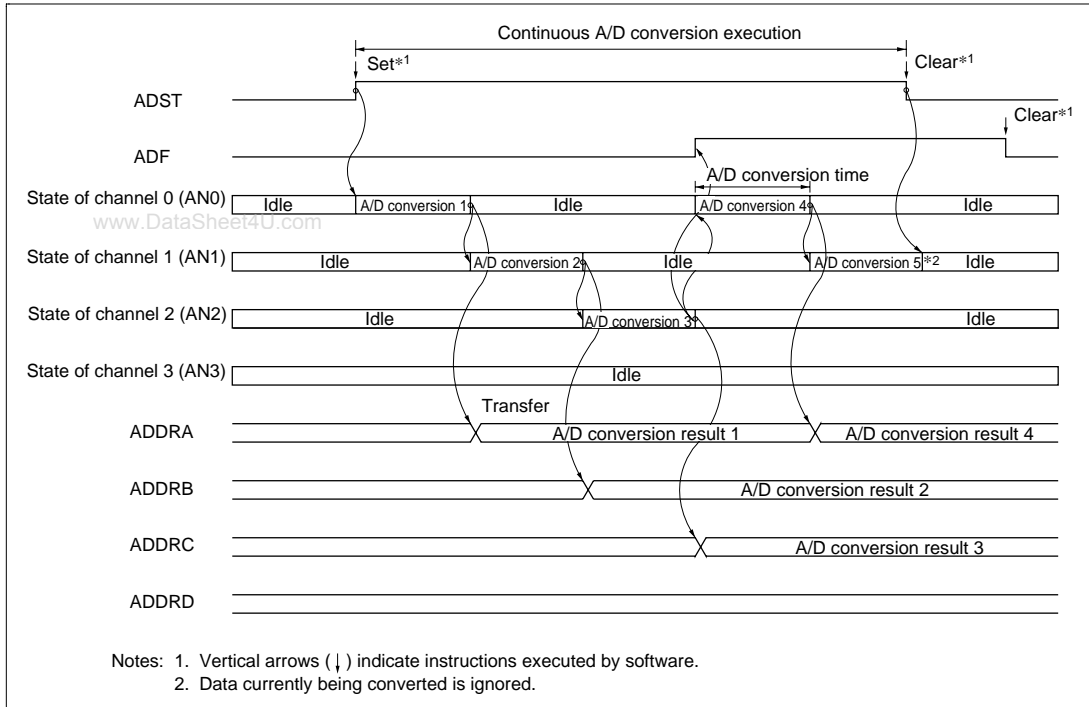 Continuous A/D conversion execution
Set*1
Clear*1
ADST
Clear*1
ADF
A/D conversion time
State of channel 0 (AN0)
Idle
A/D conversion 1
Idle
A/D conversion 4
Idle
www.DataSheet4U.com
State of channel 1 (AN1)
Idle
A/D conversion 2
Idle
A/D conversion 5
*2
Idle
State of channel 2 (AN2)
Idle
A/D conversion 3
Idle
State of channel 3 (AN3)
Idle
Transfer
ADDRA
A/D conversion result 1
A/D conversion result 4
ADDRB
A/D conversion result 2
ADDRC
A/D conversion result 3
ADDRD
Notes: 1. Vertical arrows (↓) indicate instructions executed by software.
2. Data currently being converted is ignored.